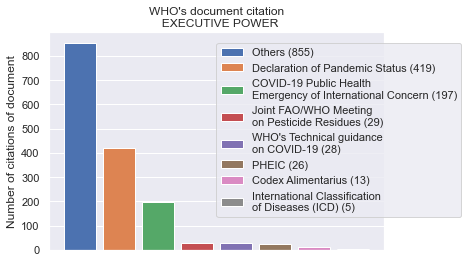 WHO's document citation
EXECUTIVE POWER
Number of citations of document
800
700
600
500
400
300
200
100
0
Others (855)
Declaration of Pandemic Status (419)
COVID-19 Public Health
Emergency of International Concern (197)
Joint FAO/WHO Meeting
on Pesticide Residues (29)
WHO's Technical guidance
on COVID-19 (28)
PHEIC (26)
Codex Alimentarius (13)
International Classification
of Diseases (ICD) (5)